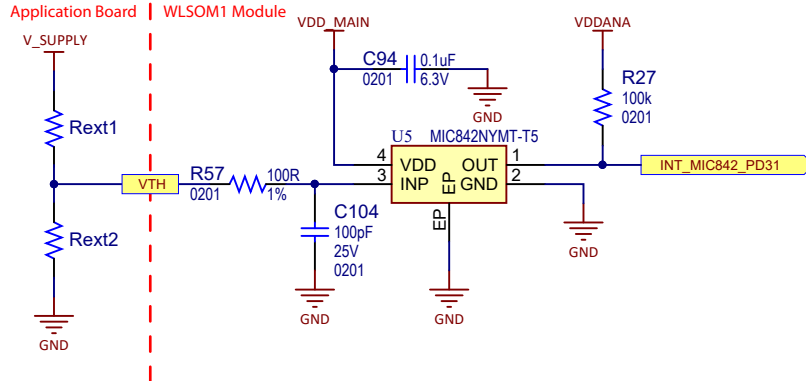 Application Board
WLSOM1 Module
V_SUPPLY
VDD_MAIN
VDDANA
C94
0201
0.1uF
6.3V
GND
R27
100k
0201
Rext1
U5
MIC842NYMT-T5
4
VDD
OUT
1
INT_MIC842_PD31
VTH
R57
0201
100R
1%
3
INP
EP
GND
2
EP
C104
100pF
25V
0201
Rext2
GND
GND
GND
GND